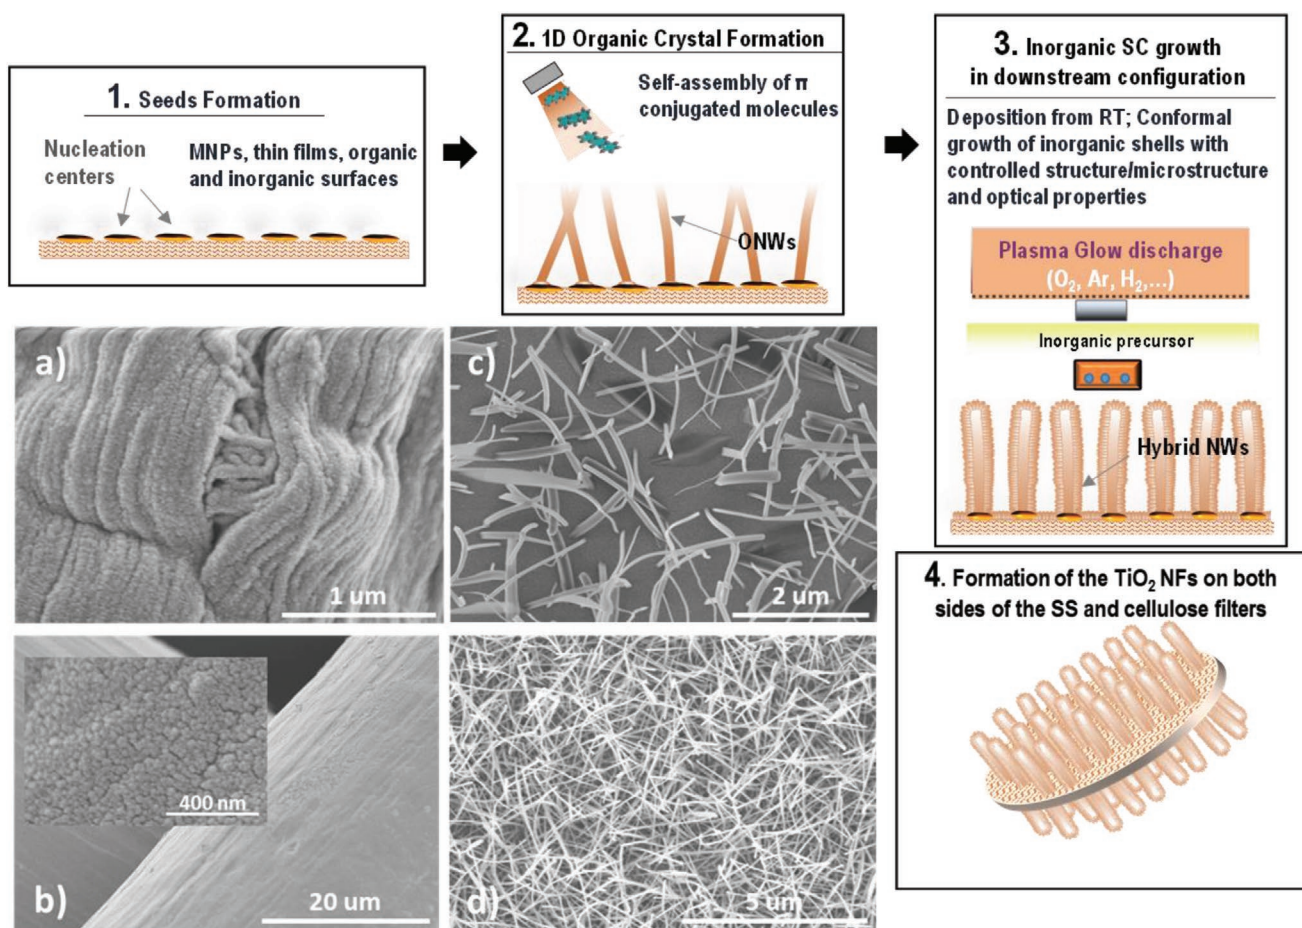 1. Seeds Formation
Nucleation
centers
MNPs, thin films, organic
and inorganic surfaces
2. 1D Organic Crystal Formation
Self-assembly of π
conjugated molecules
ONWs
3. Inorganic SC growth
in downstream configuration
Deposition from RT; Conformal
growth of inorganic shells with
controlled structure/microstructure
and optical properties
Plasma Glow discharge
(O₂, Ar, H₂,...)
Inorganic precursor
Hybrid NWs
4. Formation of the TiO₂ NFs on both
sides of the SS and cellulose filters
a)
1 um
c)
2 um
400 nm
b)
20 um
d)
5 um